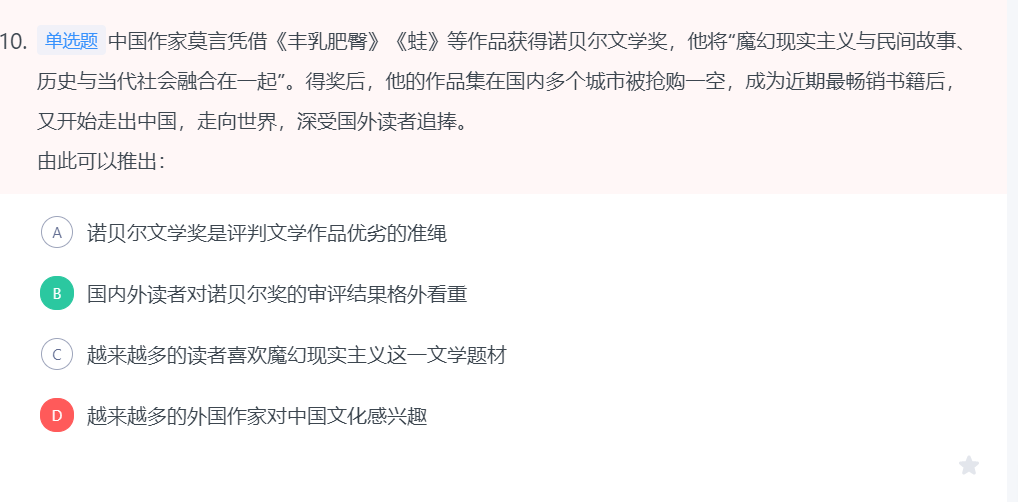 10. 单选题 中国作家莫言凭借《丰乳肥臀》《蛙》等作品获得诺贝尔文学奖，他将“魔幻现实主义与民间故事、
历史与当代社会融合在一起”。得奖后，他的作品集在国内多个城市被抢购一空，成为近期最畅销书籍后，
又开始走出中国，走向世界，深受国外读者追捧。
由此可以推出：
A 诺贝尔文学奖是评判文学作品优劣的准绳
B 国内外读者对诺贝尔奖的审评结果格外看重
C 越来越多的读者喜欢魔幻现实主义这一文学题材
D 越来越多的外国作家对中国文化感兴趣